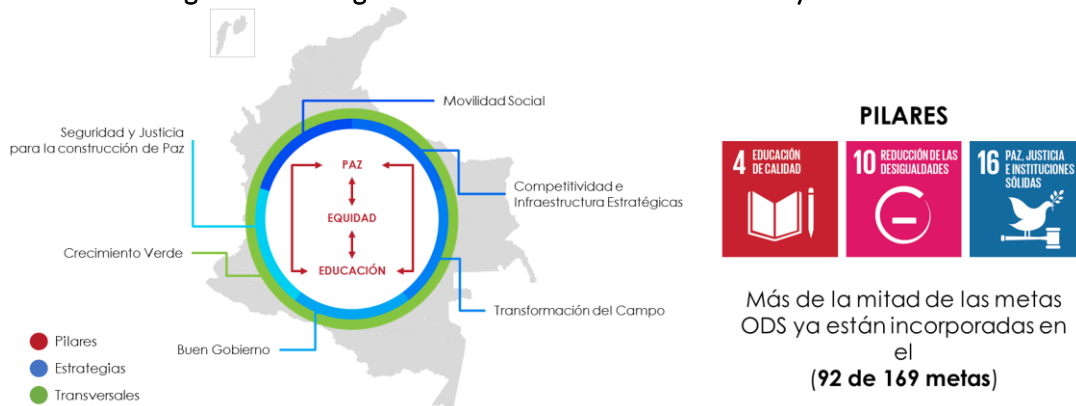 Movilidad Social
Seguridad y Justicia
para la construcción de Paz
Competitividad e
Infraestructura Estratégicas
Crecimiento Verde
Transformación del Campo
Buen Gobierno
PAZ
EQUIDAD
EDUCACIÓN
Pilares
Estrategias
Transversales
PILARES
4 EDUCACIÓN
DE CALIDAD
10 REDUCCIÓN DE LAS
DESIGUALDADES
16 PAZ, JUSTICIA
E INSTITUCIONES
SÓLIDAS
Más de la mitad de las metas
ODS ya están incorporadas en
el
(92 de 169 metas)